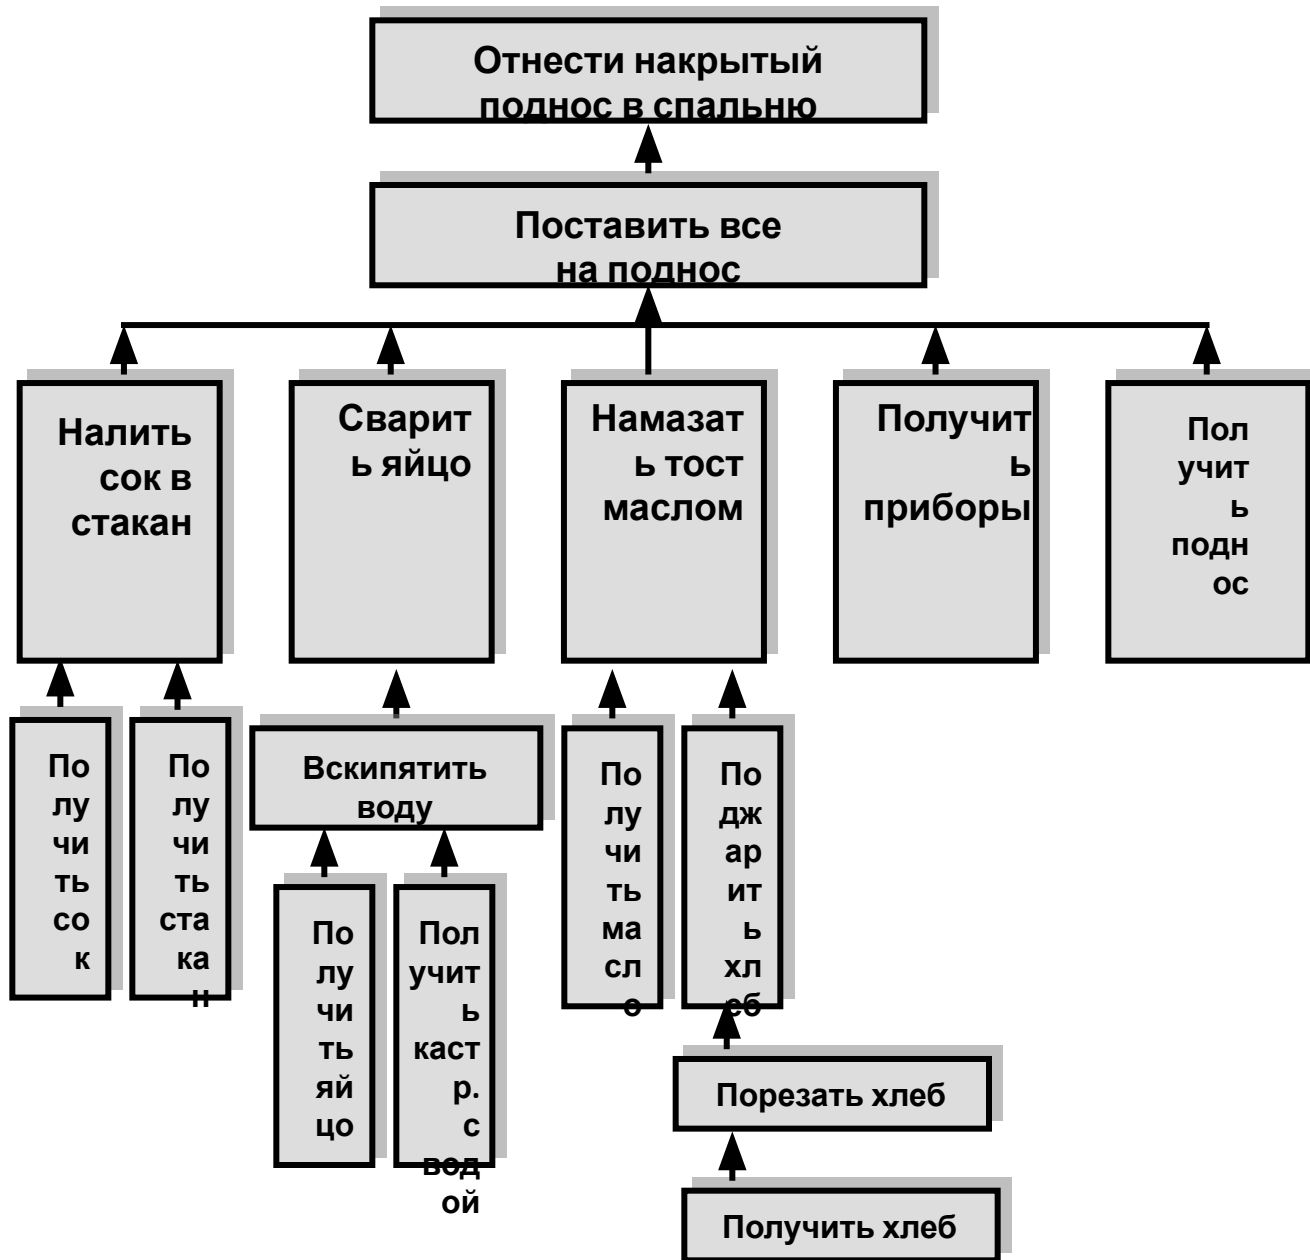 Отнести накрытый
поднос в спальню
Поставить все
на поднос
Налить
сок в
стакан
Сварит
ь яйцо
Намазат
ь тост
маслом
Получит
ь
приборы
Пол
учит
ь
подн
ос
По
лу
чи
ть
со
к
По
лу
чи
ть
ста
ка
н
Вскипятить
воду
По
лу
чи
ть
яй
цо
Пол
учит
ь
каст
р.
с
вод
ой
По
лу
чи
ть
ма
сл
о
По
дж
ар
ит
ь
хл
еб
Порезать хлеб
Получить хлеб